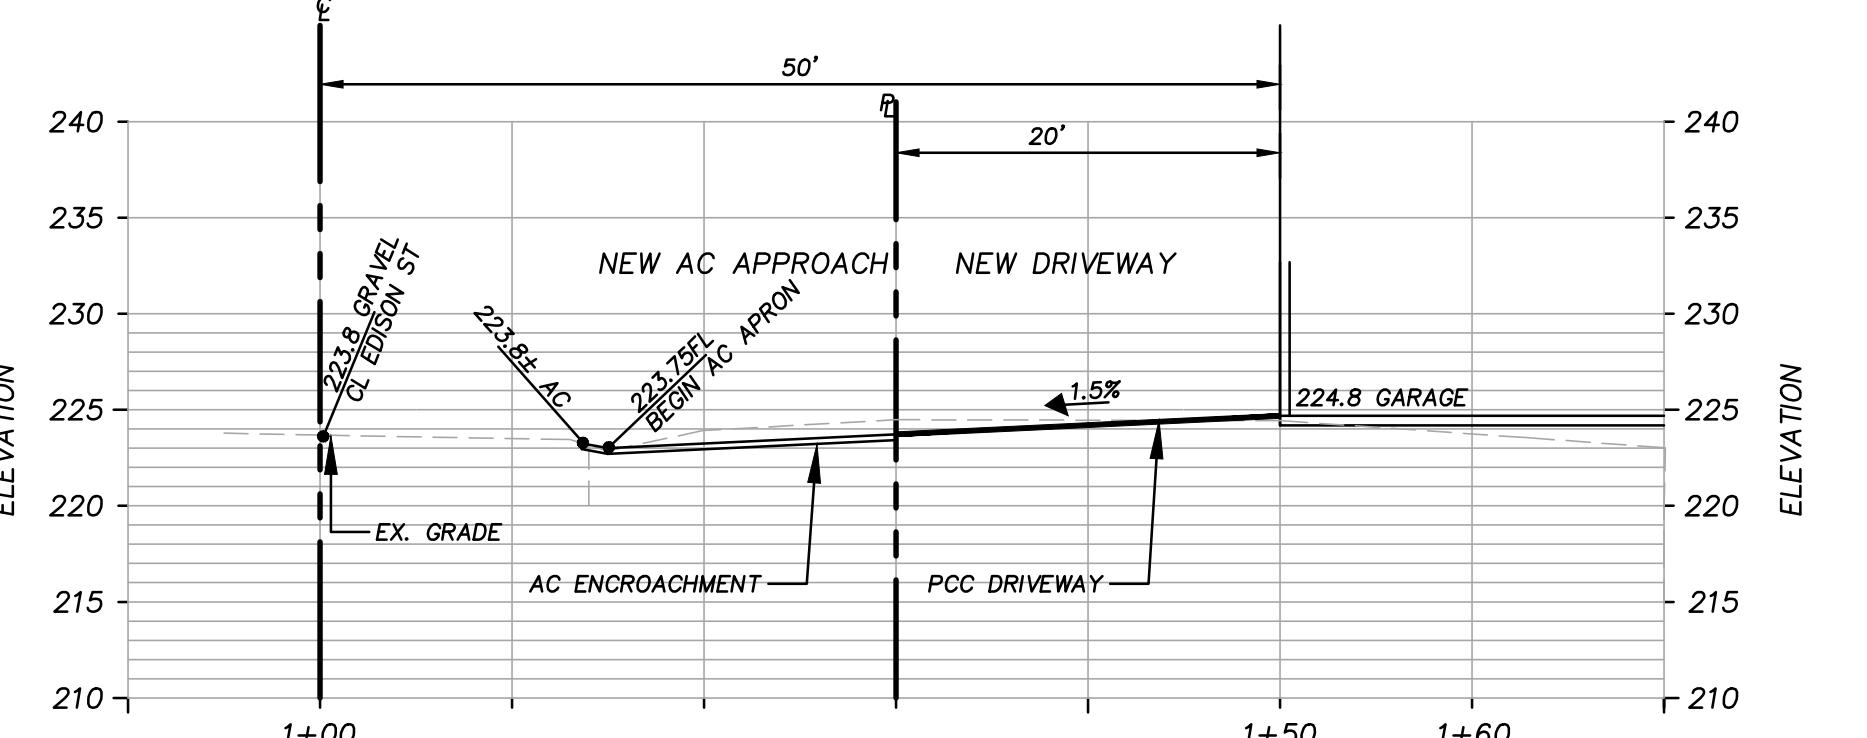 ℄
50'
℄
20'
240
240
235
235
NEW AC APPROACH
NEW DRIVEWAY
223.8 GRAVEL
CL EDISON ST
230
230
223.8± AC
223.75FL
BEGIN AC APRON
1.5%
224.8 GARAGE
225
225
ELEVATION
ELEVATION
220
220
EX. GRADE
AC ENCROACHMENT
PCC DRIVEWAY
215
215
210
210
1+00
1+50
1+60